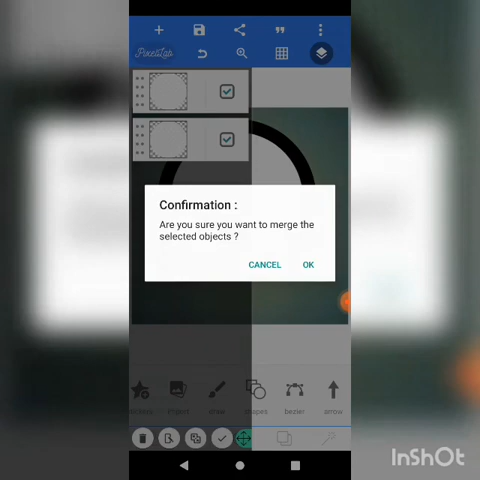 PixelLab
Confirmation :
Are you sure you want to merge the
selected objects ?
CANCEL
OK
import
draw
shapes
bezier
arrow
InShOt